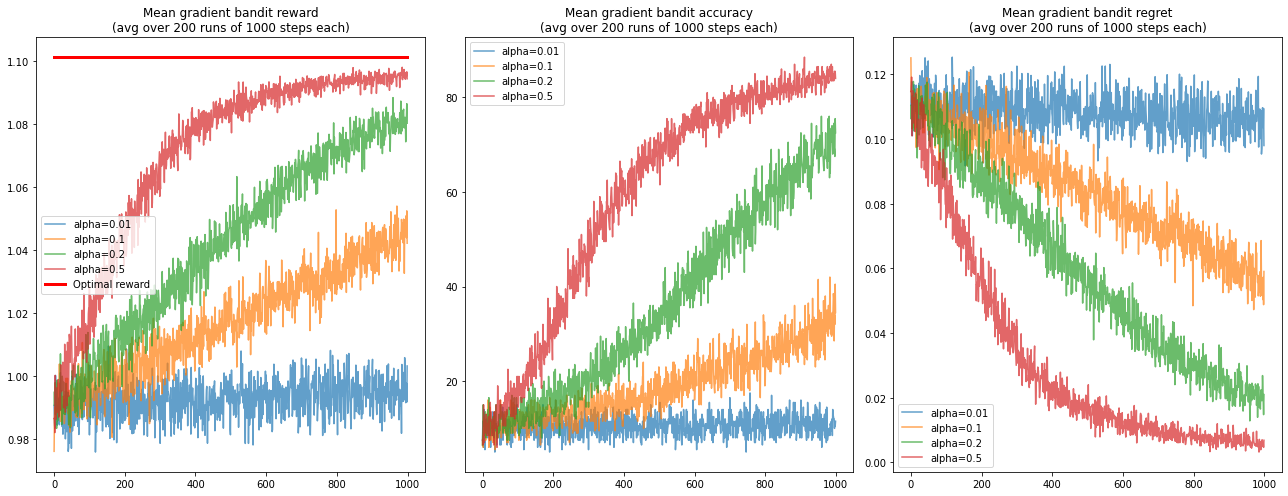 Mean gradient bandit reward
(avg over 200 runs of 1000 steps each)
1.10
1.08
1.06
1.04
1.02
1.00
0.98
0
200
400
600
800
1000
alpha=0.01
alpha=0.1
alpha=0.2
alpha=0.5
Optimal reward
Mean gradient bandit accuracy
(avg over 200 runs of 1000 steps each)
alpha=0.01
alpha=0.1
alpha=0.2
alpha=0.5
80
60
40
20
0
200
400
600
800
1000
Mean gradient bandit regret
(avg over 200 runs of 1000 steps each)
0.12
0.10
0.08
0.06
0.04
0.02
0.00
alpha=0.01
alpha=0.1
alpha=0.2
alpha=0.5
0
200
400
600
800
1000